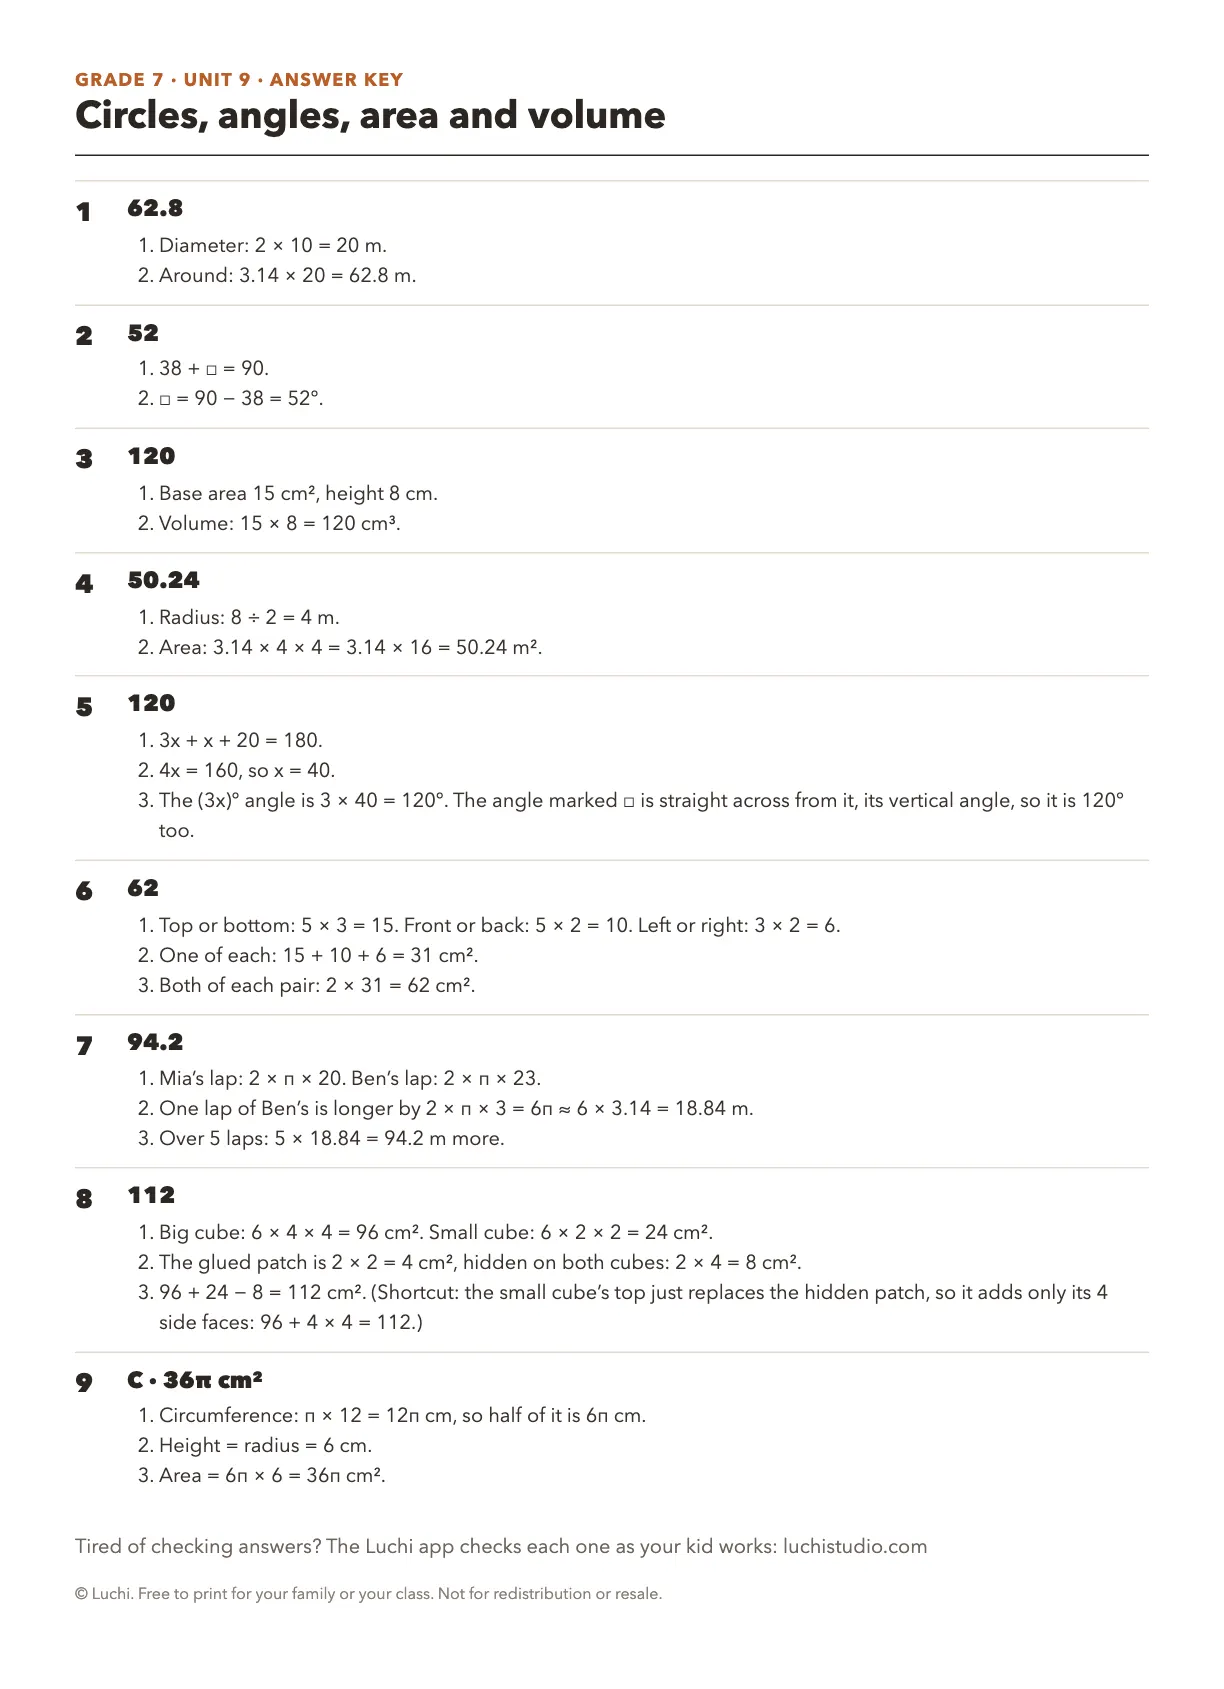 GRADE 7 · UNIT 9 · ANSWER KEY
Circles, angles, area and volume
1 62.8
1. Diameter: 2 × 10 = 20 m.
2. Around: 3.14 × 20 = 62.8 m.
2 52
1. 38 + □ = 90.
2. □ = 90 − 38 = 52°.
3 120
1. Base area 15 cm², height 8 cm.
2. Volume: 15 × 8 = 120 cm³.
4 50.24
1. Radius: 8 ÷ 2 = 4 m.
2. Area: 3.14 × 4 × 4 = 3.14 × 16 = 50.24 m².
5 120
1. 3x + x + 20 = 180.
2. 4x = 160, so x = 40.
3. The (3x)° angle is 3 × 40 = 120°. The angle marked □ is straight across from it, its vertical angle, so it is 120°
too.
6 62
1. Top or bottom: 5 × 3 = 15. Front or back: 5 × 2 = 10. Left or right: 3 × 2 = 6.
2. One of each: 15 + 10 + 6 = 31 cm².
3. Both of each pair: 2 × 31 = 62 cm².
7 94.2
1. Mia’s lap: 2 × π × 20. Ben’s lap: 2 × π × 23.
2. One lap of Ben’s is longer by 2 × π × 3 = 6π ≈ 6 × 3.14 = 18.84 m.
3. Over 5 laps: 5 × 18.84 = 94.2 m more.
8 112
1. Big cube: 6 × 4 × 4 = 96 cm². Small cube: 6 × 2 × 2 = 24 cm².
2. The glued patch is 2 × 2 = 4 cm², hidden on both cubes: 2 × 4 = 8 cm².
3. 96 + 24 − 8 = 112 cm². (Shortcut: the small cube’s top just replaces the hidden patch, so it adds only its 4
side faces: 96 + 4 × 4 = 112.)
9 C · 36π cm²
1. Circumference: π × 12 = 12π cm, so half of it is 6π cm.
2. Height = radius = 6 cm.
3. Area = 6π × 6 = 36π cm².
Tired of checking answers? The Luchi app checks each one as your kid works: luchistudio.com
© Luchi. Free to print for your family or your class. Not for redistribution or resale.